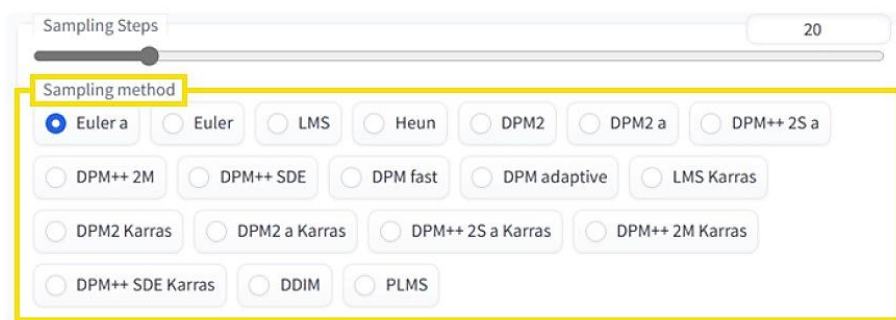 Sampling Steps 20
Sampling method
Euler a Euler LMS Heun DPM2 DPM2 a DPM++ 2S a
DPM++ 2M DPM++ SDE DPM fast DPM adaptive LMS Karras
DPM2 Karras DPM2 a Karras DPM++ 2S a Karras DPM++ 2M Karras
DPM++ SDE Karras DDIM PLMS